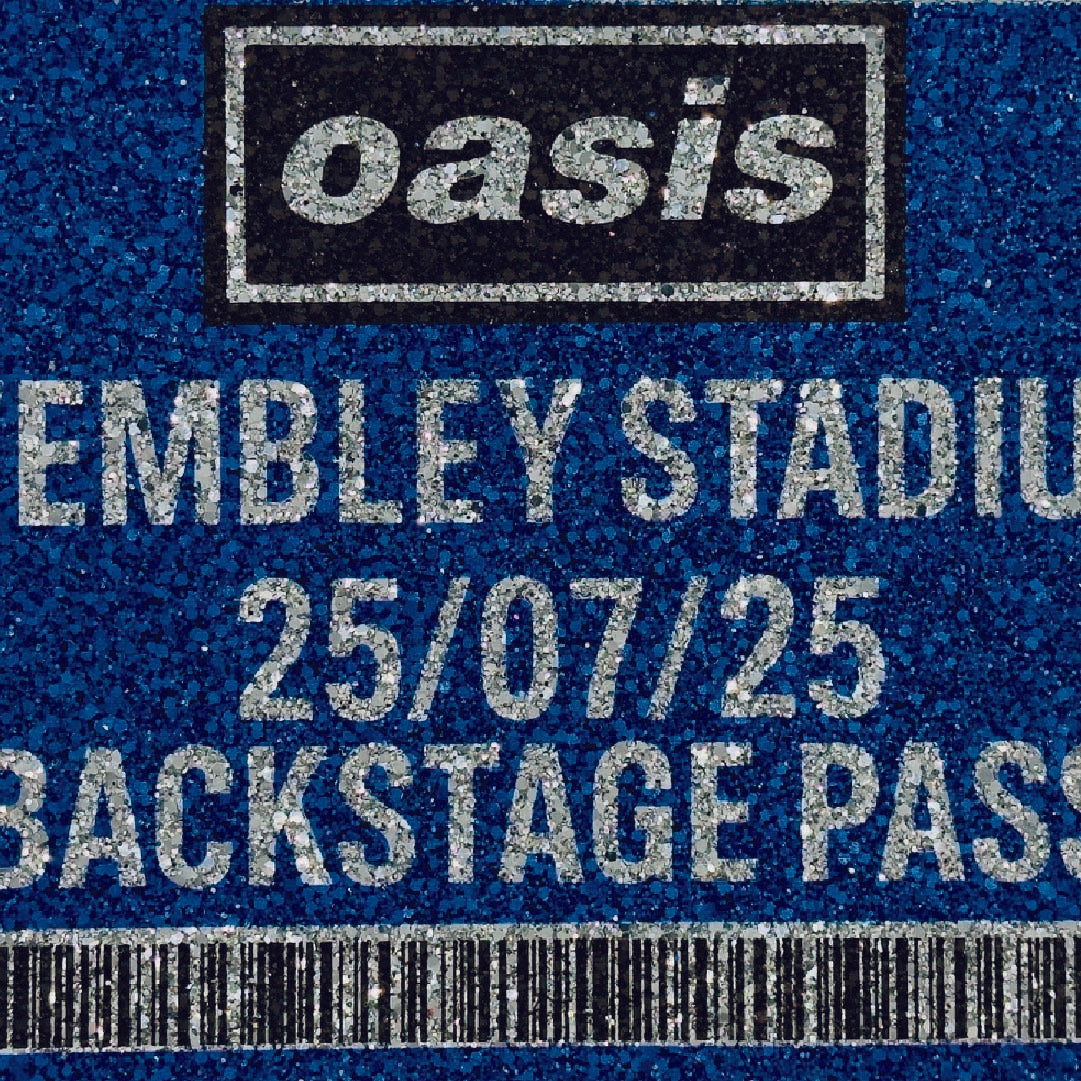 oasis
EMBLEY STADIU
25/07/25
BACKSTAGE PASS